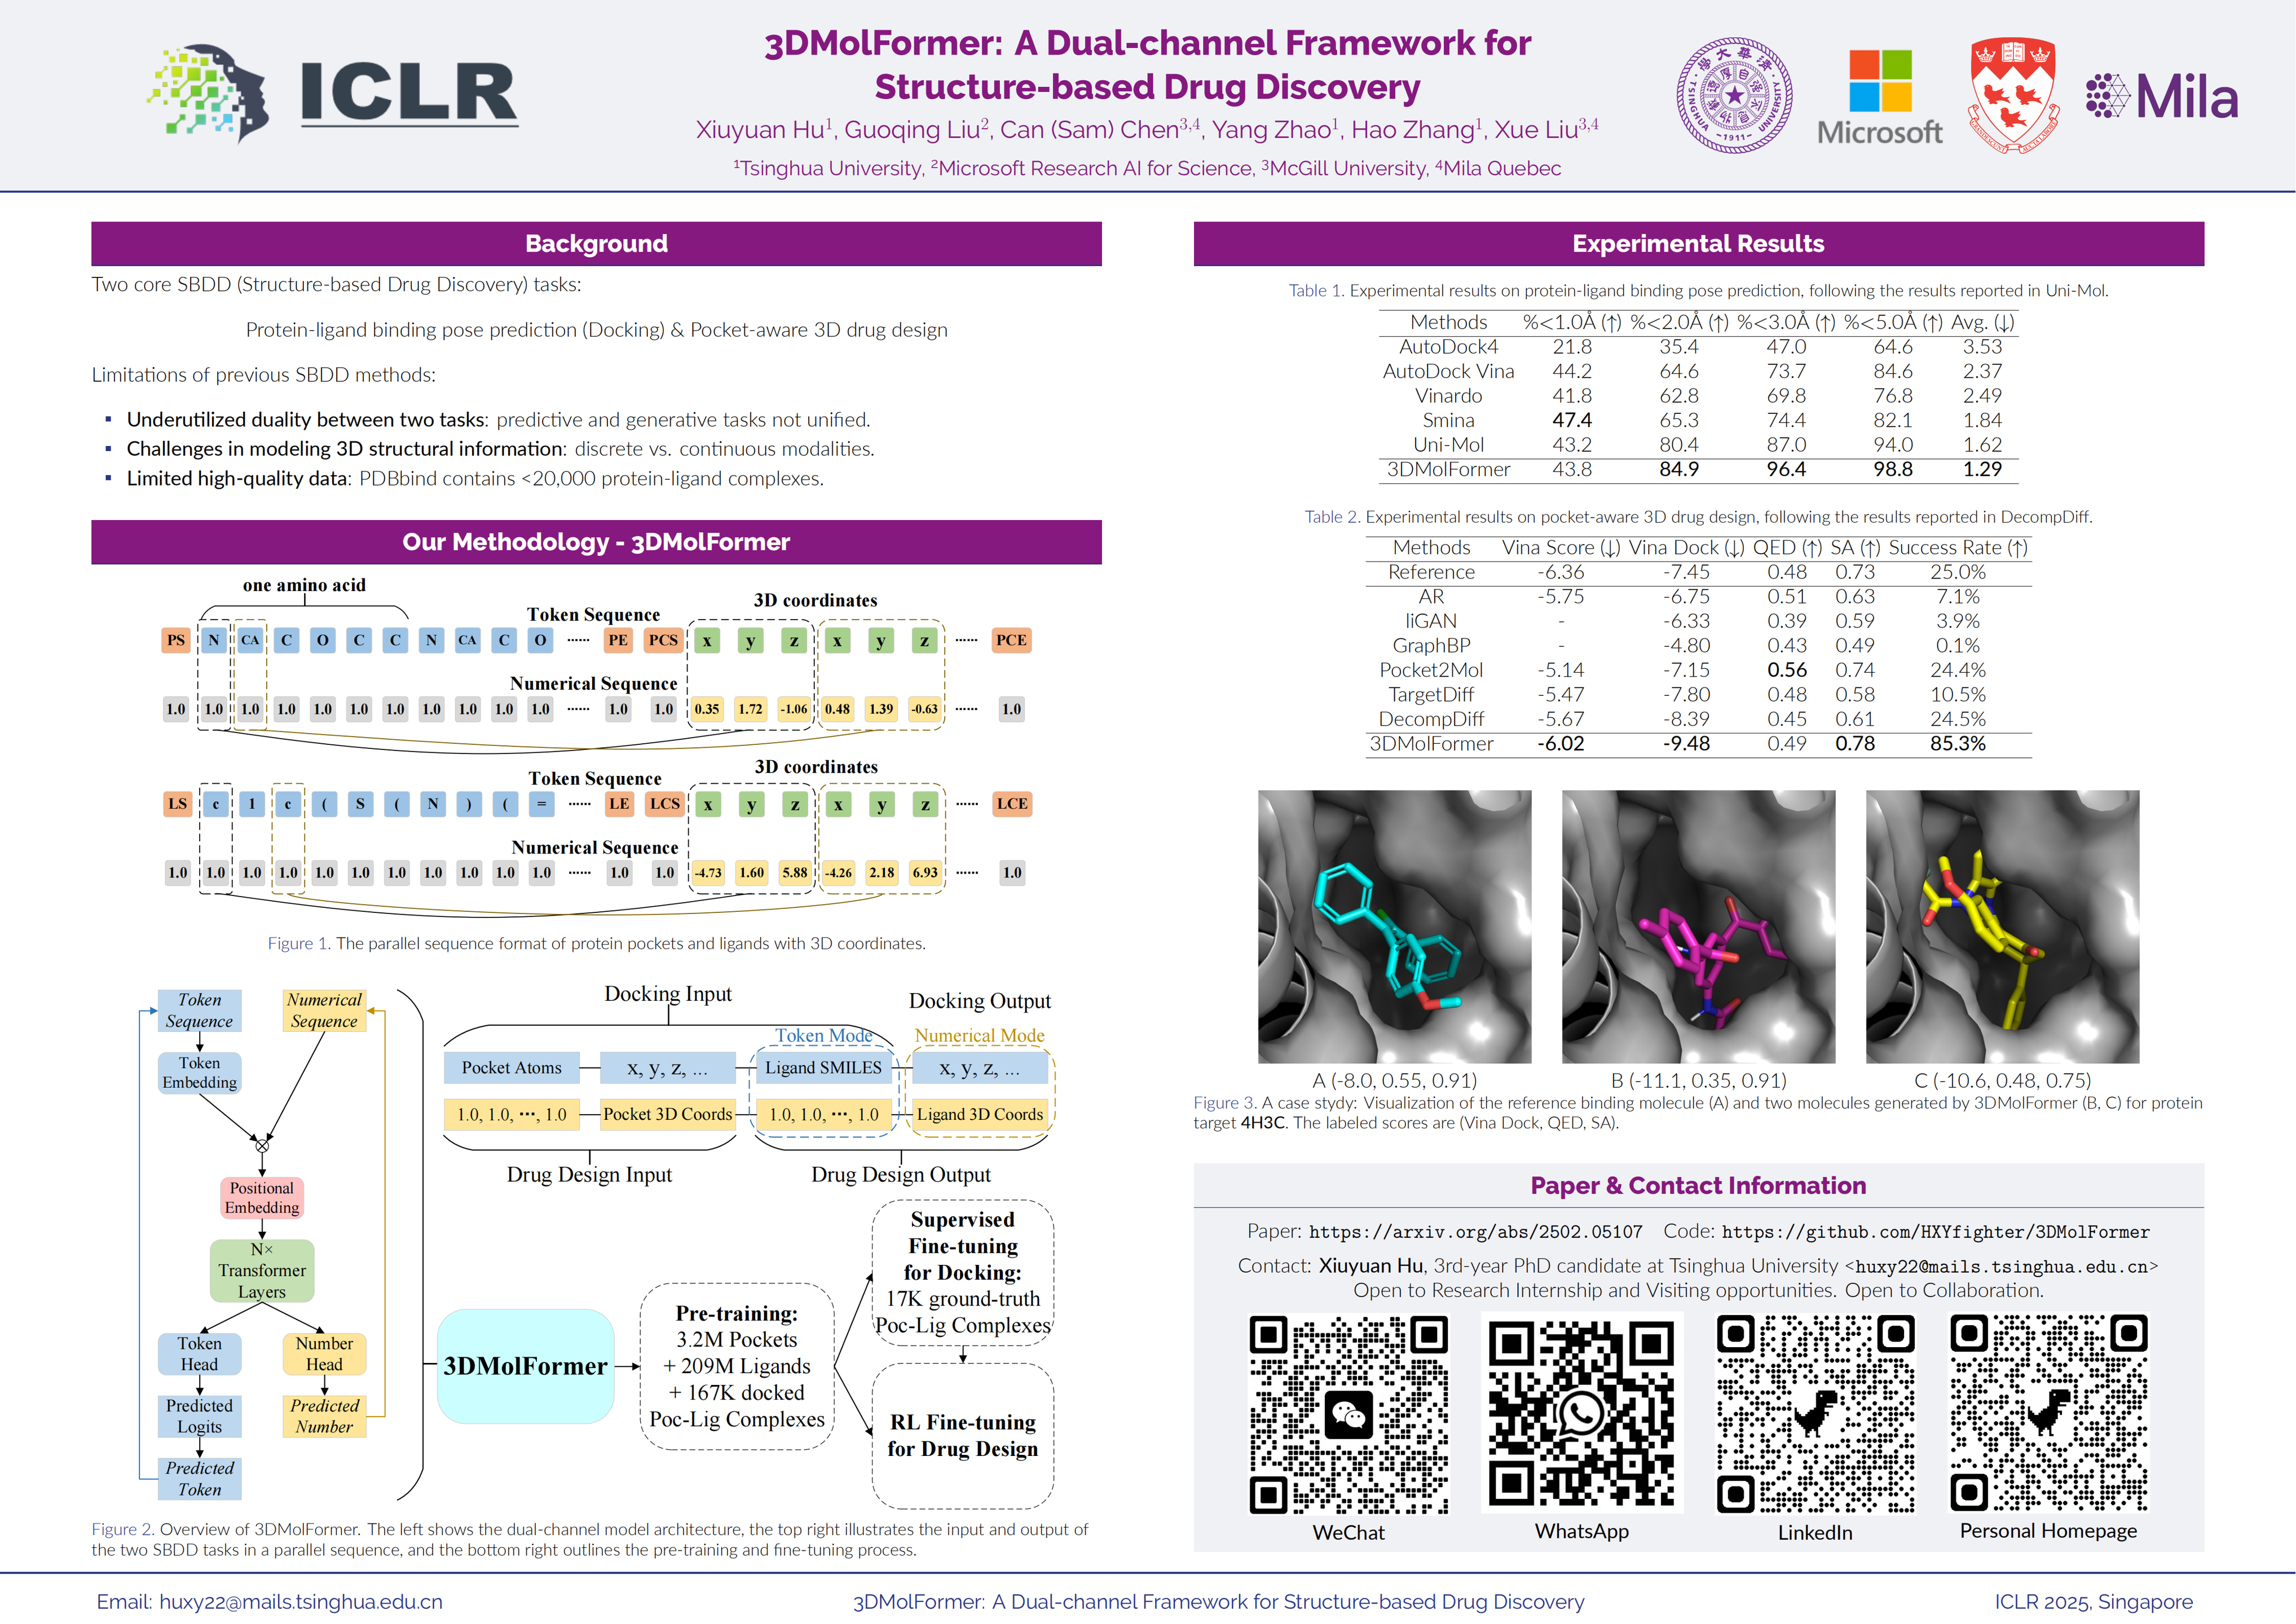 ICLR
3DMolFormer: A Dual-channel Framework for
Structure-based Drug Discovery
Xiuyuan Hu1, Guoqing Liu2, Can (Sam) Chen3,4, Yang Zhao1, Hao Zhang1, Xue Liu3,4
1Tsinghua University, 2Microsoft Research AI for Science, 3McGill University, 4Mila Quebec
Microsoft
Mila
Background
Two core SBDD (Structure-based Drug Discovery) tasks:
Protein-ligand binding pose prediction (Docking) & Pocket-aware 3D drug design
Limitations of previous SBDD methods:
▪ Underutilized duality between two tasks: predictive and generative tasks not unified.
▪ Challenges in modeling 3D structural information: discrete vs. continuous modalities.
▪ Limited high-quality data: PDBbind contains <20,000 protein-ligand complexes.
Our Methodology - 3DMolFormer
one amino acid
Token Sequence
3D coordinates
PS N CA C O C C N CA C O ...... PE PCS x y z x y z ...... PCE
Numerical Sequence
1.0 1.0 1.0 1.0 1.0 1.0 1.0 1.0 1.0 1.0 1.0 ...... 1.0 1.0 0.35 1.72 -1.06 0.48 1.39 -0.63 ...... 1.0
Token Sequence
3D coordinates
LS c 1 c ( S ( N ) ( = ...... LE LCS x y z x y z ...... LCE
Numerical Sequence
1.0 1.0 1.0 1.0 1.0 1.0 1.0 1.0 1.0 1.0 1.0 ...... 1.0 1.0 -4.73 1.60 5.88 -4.26 2.18 6.93 ...... 1.0
Figure 1. The parallel sequence format of protein pockets and ligands with 3D coordinates.
Token
Sequence
Numerical
Sequence
Token
Embedding
Positional
Embedding
N×
Transformer
Layers
Token
Head
Number
Head
Predicted
Logits
Predicted
Number
Predicted
Token
Docking Input
Docking Output
Token Mode
Numerical Mode
Pocket Atoms x, y, z, ... Ligand SMILES x, y, z, ...
1.0, 1.0, ···, 1.0 Pocket 3D Coords 1.0, 1.0, ···, 1.0 Ligand 3D Coords
Drug Design Input
Drug Design Output
3DMolFormer
Pre-training:
3.2M Pockets
+ 209M Ligands
+ 167K docked
Poc-Lig Complexes
Supervised
Fine-tuning
for Docking:
17K ground-truth
Poc-Lig Complexes
RL Fine-tuning
for Drug Design
Figure 2. Overview of 3DMolFormer. The left shows the dual-channel model architecture, the top right illustrates the input and output of
the two SBDD tasks in a parallel sequence, and the bottom right outlines the pre-training and fine-tuning process.
Experimental Results
Table 1. Experimental results on protein-ligand binding pose prediction, following the results reported in Uni-Mol.
Methods %<1.0Å (↑) %<2.0Å (↑) %<3.0Å (↑) %<5.0Å (↑) Avg. (↓)
AutoDock4 21.8 35.4 47.0 64.6 3.53
AutoDock Vina 44.2 64.6 73.7 84.6 2.37
Vinardo 41.8 62.8 69.8 76.8 2.49
Smina 47.4 65.3 74.4 82.1 1.84
Uni-Mol 43.2 80.4 87.0 94.0 1.62
3DMolFormer 43.8 84.9 96.4 98.8 1.29
Table 2. Experimental results on pocket-aware 3D drug design, following the results reported in DecompDiff.
Methods Vina Score (↓) Vina Dock (↓) QED (↑) SA (↑) Success Rate (↑)
Reference -6.36 -7.45 0.48 0.73 25.0%
AR -5.75 -6.75 0.51 0.63 7.1%
liGAN - -6.33 0.39 0.59 3.9%
GraphBP - -4.80 0.43 0.49 0.1%
Pocket2Mol -5.14 -7.15 0.56 0.74 24.4%
TargetDiff -5.47 -7.80 0.48 0.58 10.5%
DecompDiff -5.67 -8.39 0.45 0.61 24.5%
3DMolFormer -6.02 -9.48 0.49 0.78 85.3%
A (-8.0, 0.55, 0.91)
B (-11.1, 0.35, 0.91)
C (-10.6, 0.48, 0.75)
Figure 3. A case stydy: Visualization of the reference binding molecule (A) and two molecules generated by 3DMolFormer (B, C) for protein
target 4H3C. The labeled scores are (Vina Dock, QED, SA).
Paper & Contact Information
Paper: https://arxiv.org/abs/2502.05107 Code: https://github.com/HXYfighter/3DMolFormer
Contact: Xiuyuan Hu, 3rd-year PhD candidate at Tsinghua University <huxy22@mails.tsinghua.edu.cn>
Open to Research Internship and Visiting opportunities. Open to Collaboration.
WeChat
WhatsApp
LinkedIn
Personal Homepage
Email: huxy22@mails.tsinghua.edu.cn
3DMolFormer: A Dual-channel Framework for Structure-based Drug Discovery
ICLR 2025, Singapore